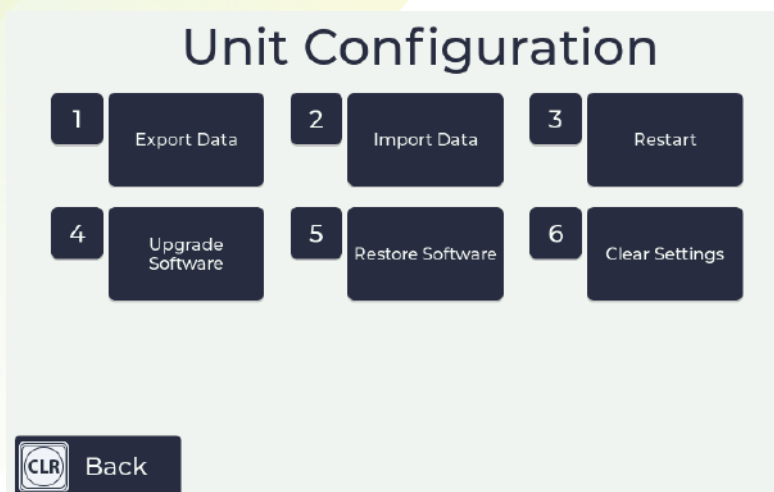 Unit Configuration
1
Export Data
2
Import Data
3
Restart
4
Upgrade
Software
5
Restore Software
6
Clear Settings
CLR
Back